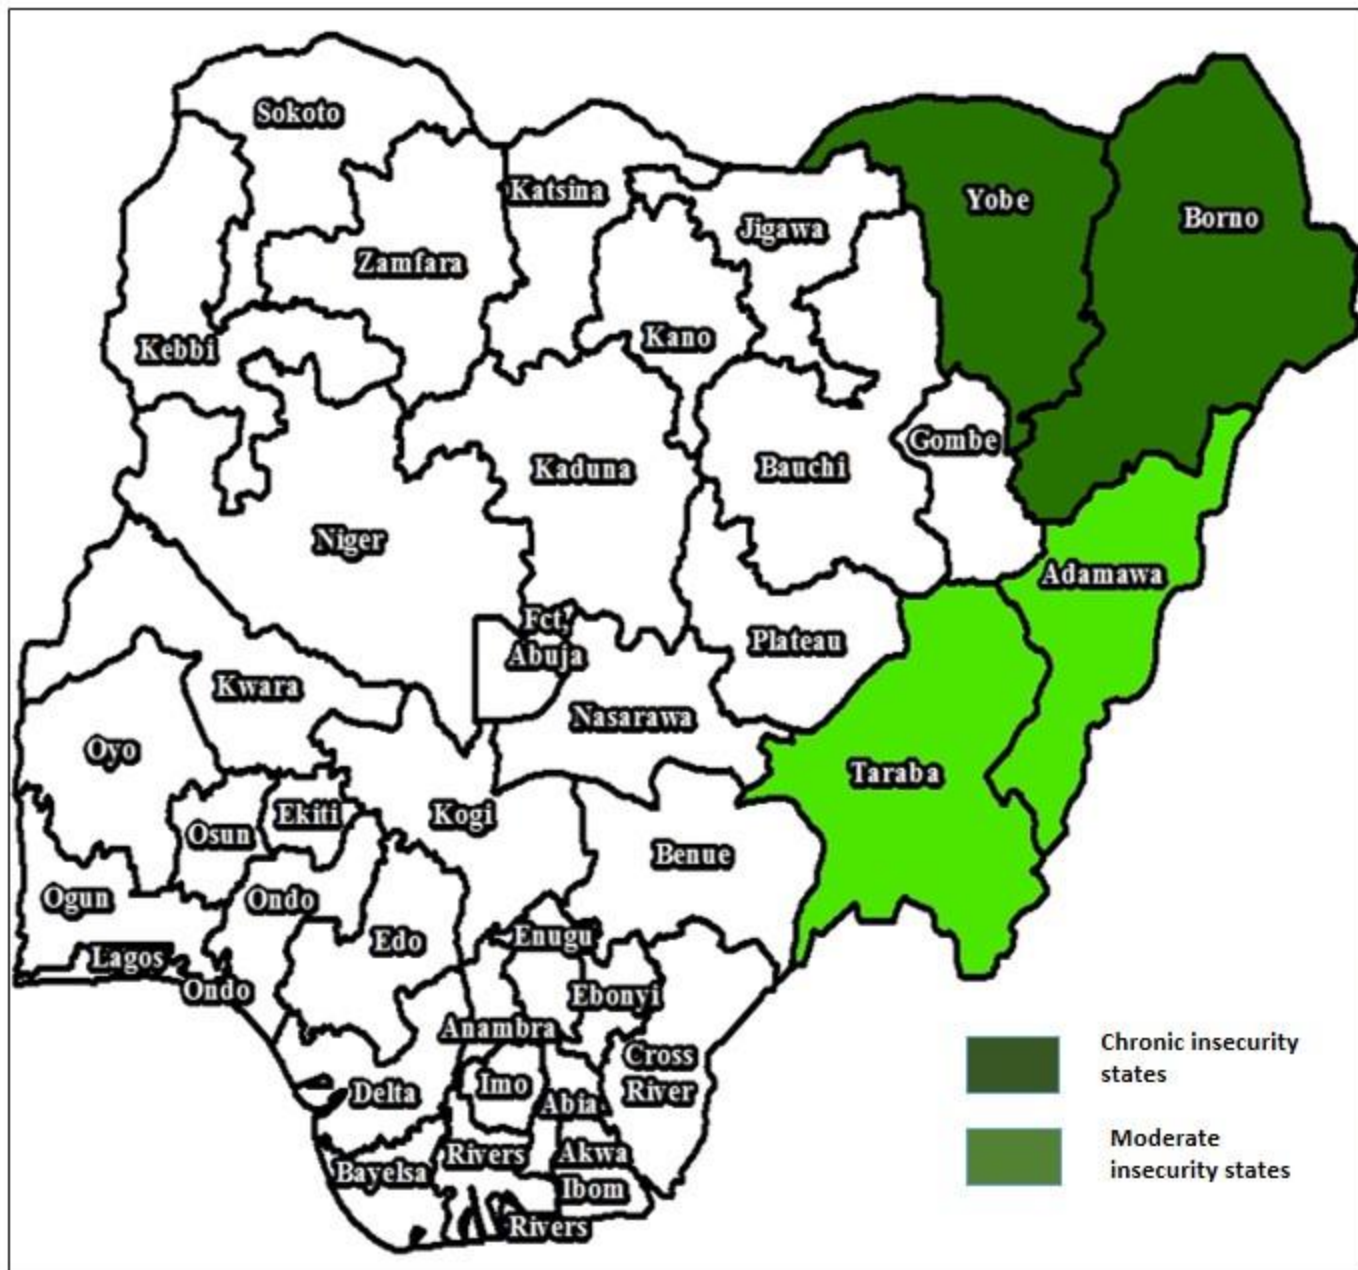 Sokoto
Katsina
Yobe
Borno
Jigawa
Zamfara
Kano
Kebbi
Gombe
Bauchi
Kaduna
Niger
Adamawa
Fct,
Abuja
Plateau
Kwara
Nasarawa
Oyo
Taraba
Ekiti
Kogi
Osun
Benue
Ogun
Ondo
Edo
Enugu
Lagos
Ondo
Ebonyi
Anambra
Cross
River
Imo
Delta
Abia
Rivers
Akwa
Ibom
Bayelsa
Rivers
Chronic insecurity
states
Moderate
insecurity states